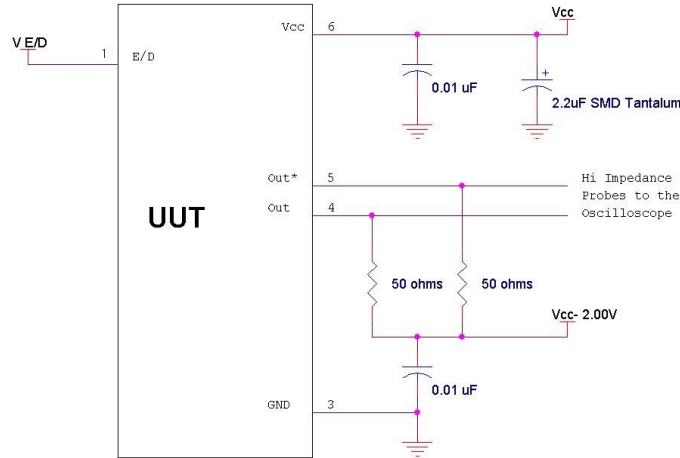 Vcc
V E/D
1
E/D
Vcc
6
0.01 uF
+
2.2uF SMD Tantalum
Out*
5
Hi Impedance
Probes to the
Oscilloscope
Out
4
UUT
50 ohms
50 ohms
Vcc- 2.00V
0.01 uF
GND
3